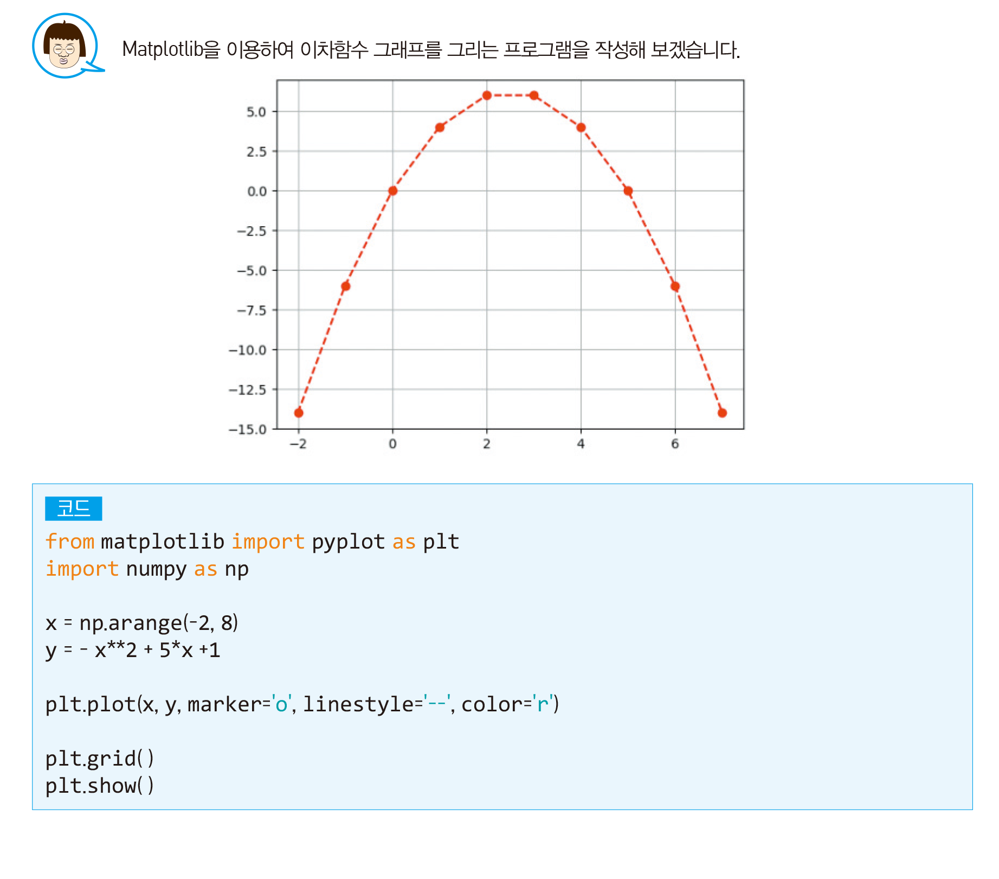 Matplotlib을 이용하여 이차함수 그래프를 그리는 프로그램을 작성해 보겠습니다.
5.0
2.5
0.0
−2.5
−5.0
−7.5
−10.0
−12.5
−15.0
−2 0 2 4 6
코드
from matplotlib import pyplot as plt
import numpy as np
x = np.arange(-2, 8)
y = - x**2 + 5*x +1
plt.plot(x, y, marker='o', linestyle='--', color='r')
plt.grid( )
plt.show( )